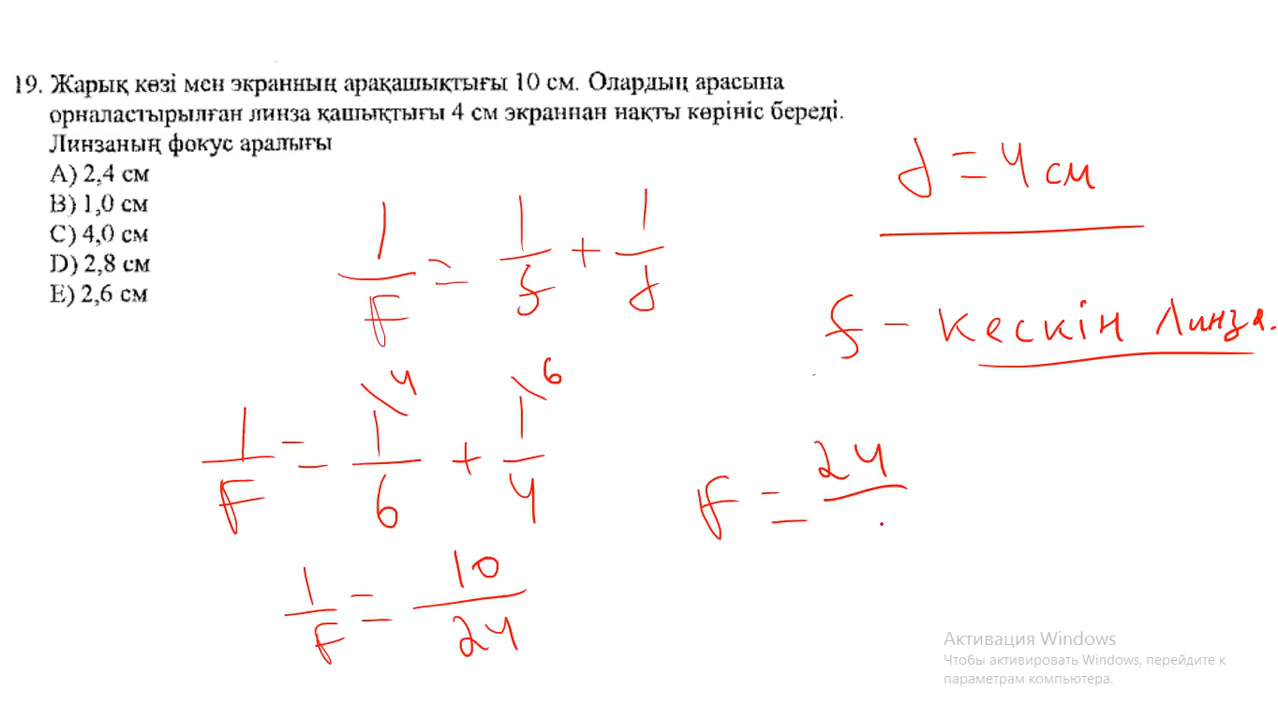 19. Жарық көзі мен экранның арақашықтығы 10 см. Олардың арасына
орналастырылған линза қашықтығы 4 см экраннан нақты көрініс береді.
Линзаның фокус аралығы
A) 2,4 см
B) 1,0 см
C) 4,0 см
D) 2,8 см
E) 2,6 см
d = 4 см
1/F = 1/f + 1/d
f - кескін линза.
1/F = 1\4/6 + 1\6/4
F = 24/
1/F = 10/24
Активация Windows
Чтобы активировать Windows, перейдите к
параметрам компьютера.